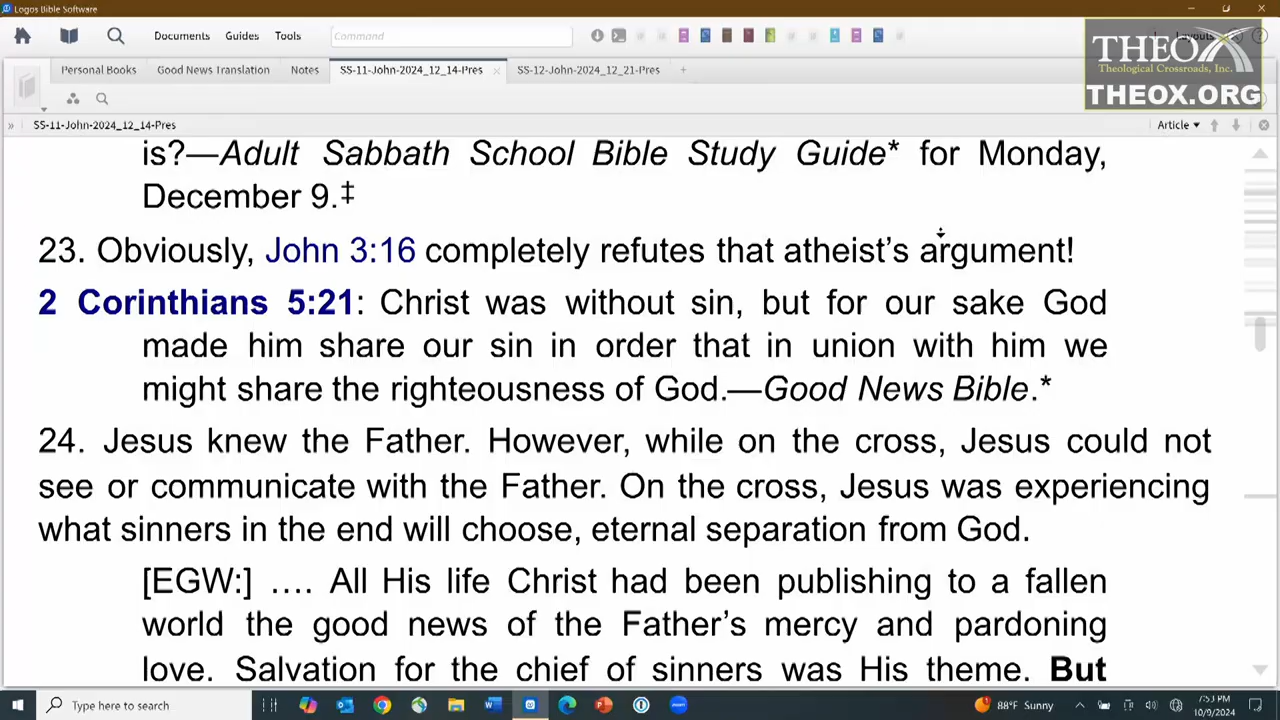 Logos Bible Software
Documents Guides Tools Command Layouts
THEOX
Theological Crossroads, Inc.
THEOX.ORG
Personal Books Good News Translation Notes SS-11-John-2024_12_14-Pres SS-12-John-2024_12_21-Pres
SS-11-John-2024_12_14-Pres Article
is?—Adult Sabbath School Bible Study Guide* for Monday,
December 9.‡
23. Obviously, John 3:16 completely refutes that atheist’s argument!
2 Corinthians 5:21: Christ was without sin, but for our sake God
made him share our sin in order that in union with him we
might share the righteousness of God.—Good News Bible.*
24. Jesus knew the Father. However, while on the cross, Jesus could not
see or communicate with the Father. On the cross, Jesus was experiencing
what sinners in the end will choose, eternal separation from God.
[EGW:] …. All His life Christ had been publishing to a fallen
world the good news of the Father’s mercy and pardoning
love. Salvation for the chief of sinners was His theme. But
Type here to search 88°F Sunny 7:53 PM
10/9/2024